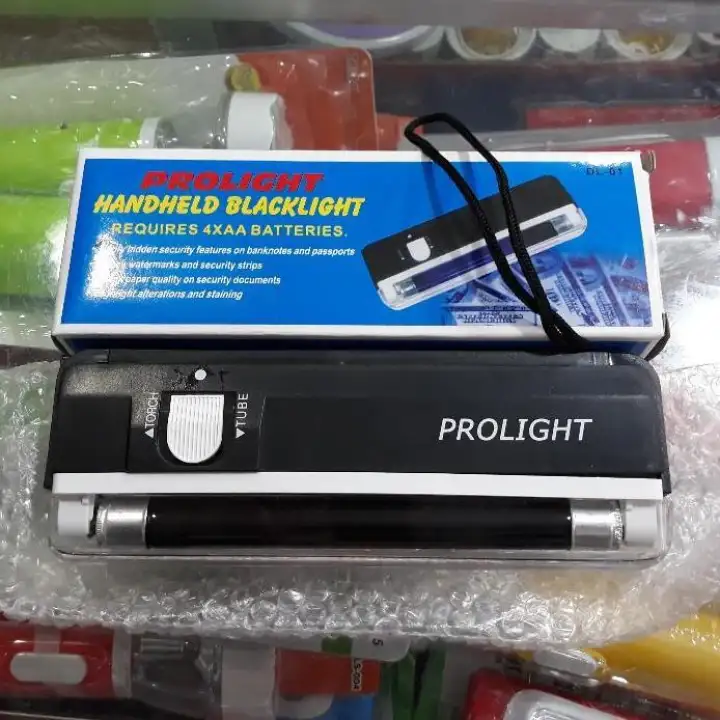 PROLIGHT
HANDHELD BLACKLIGHT
DL-01
REQUIRES 4XAA BATTERIES.
hidden security features on banknotes and passports
watermarks and security strips
paper quality on security documents
alterations and staining
▲TORCH
▼TUBE
PROLIGHT